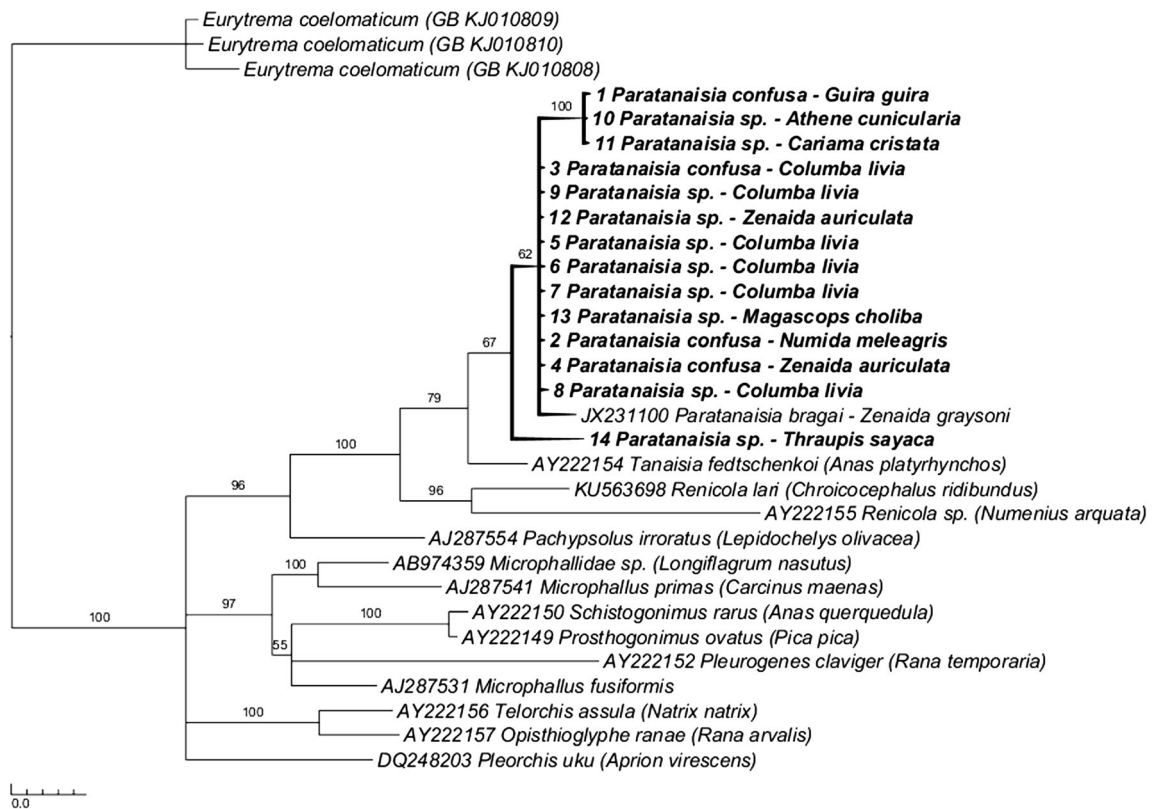 Eurytrema coelomaticum (GB KJ010809)
Eurytrema coelomaticum (GB KJ010810)
Eurytrema coelomaticum (GB KJ010808)
1 Paratanaisia confusa - Guira guira
100
10 Paratanaisia sp. - Athene cunicularia
11 Paratanaisia sp. - Cariama cristata
3 Paratanaisia confusa - Columba livia
9 Paratanaisia sp. - Columba livia
12 Paratanaisia sp. - Zenaida auriculata
5 Paratanaisia sp. - Columba livia
62
6 Paratanaisia sp. - Columba livia
7 Paratanaisia sp. - Columba livia
13 Paratanaisia sp. - Magascops choliba
2 Paratanaisia confusa - Numida meleagris
67
4 Paratanaisia confusa - Zenaida auriculata
8 Paratanaisia sp. - Columba livia
79
JX231100 Paratanaisia bragai - Zenaida graysoni
14 Paratanaisia sp. - Thraupis sayaca
100
AY222154 Tanaisia fedtschenkoi (Anas platyrhynchos)
96
96
KU563698 Renicola lari (Chroicocephalus ridibundus)
AY222155 Renicola sp. (Numenius arquata)
AJ287554 Pachypsolus irroratus (Lepidochelys olivacea)
100
AB974359 Microphallidae sp. (Longiflagrum nasutus)
AJ287541 Microphallus primas (Carcinus maenas)
97
100
AY222150 Schistogonimus rarus (Anas querquedula)
100
AY222149 Prosthogonimus ovatus (Pica pica)
55
AY222152 Pleurogenes claviger (Rana temporaria)
AJ287531 Microphallus fusiformis
100
AY222156 Telorchis assula (Natrix natrix)
AY222157 Opisthioglyphe ranae (Rana arvalis)
DQ248203 Pleorchis uku (Aprion virescens)
0.0